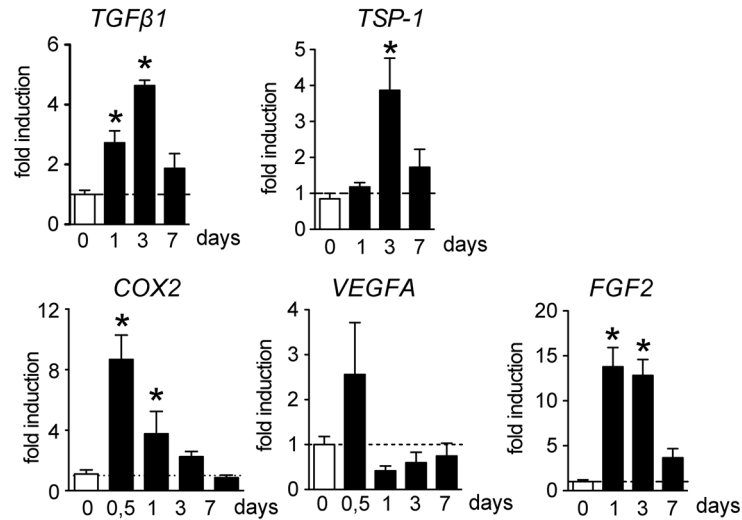 TGFβ1
TSP-1
fold induction
6
4
2
0
*
*
0 1 3 7 days
fold induction
5
4
3
2
1
0
*
0 1 3 7 days
COX2
VEGFA
FGF2
fold induction
12
8
4
0
*
*
0 0,5 1 3 7 days
fold induction
4
3
2
1
0
0 0,5 1 3 7 days
fold induction
20
15
10
5
0
*
*
0 1 3 7 days